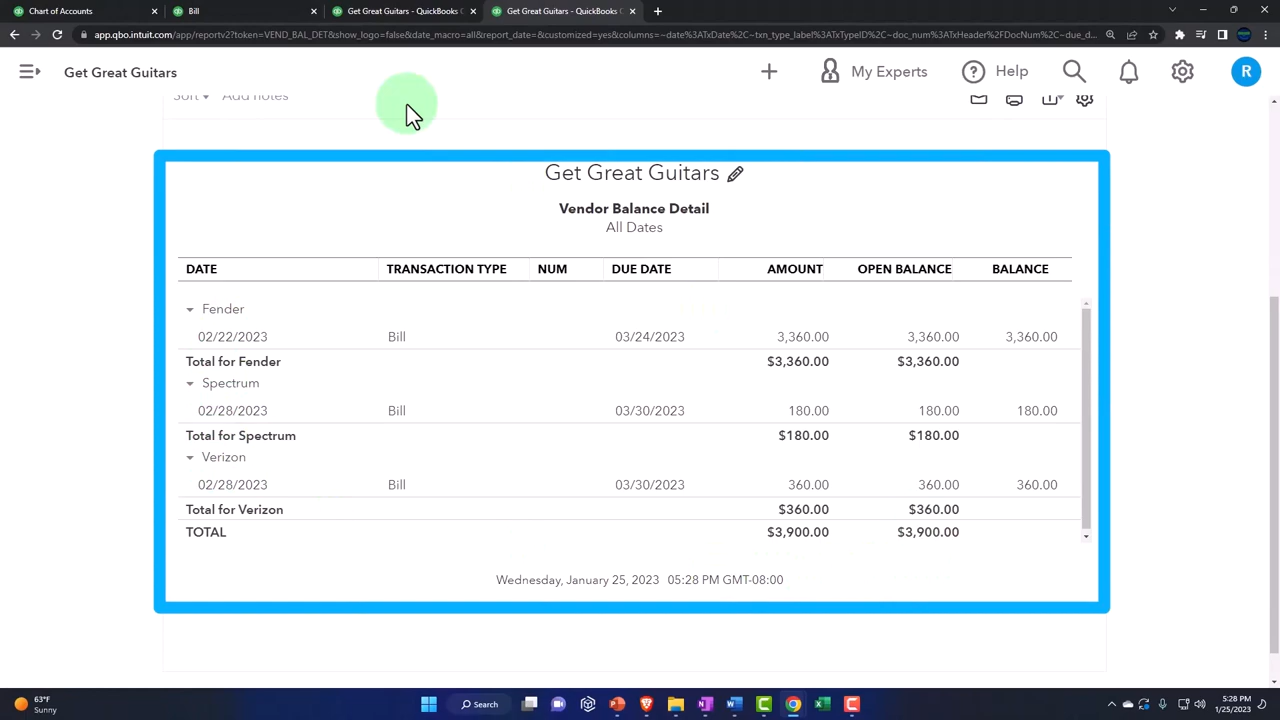 Chart of Accounts
Bill
Get Great Guitars - QuickBooks C
Get Great Guitars - QuickBooks C
app.qbo.intuit.com/app/reportv2?token=VEND_BAL_DET&show_logo=false&date_macro=all&report_date=&customized=yes&columns=~date%3ATxDate%2C~txn_type_label%3ATxTypeID%2C~doc_num%3ATxHeader%2FDocNum%2C~due_d...
Get Great Guitars
My Experts
Help
R
Sort Add notes
Get Great Guitars
Vendor Balance Detail
All Dates
DATE TRANSACTION TYPE NUM DUE DATE AMOUNT OPEN BALANCE BALANCE
Fender
02/22/2023 Bill 03/24/2023 3,360.00 3,360.00 3,360.00
Total for Fender $3,360.00 $3,360.00
Spectrum
02/28/2023 Bill 03/30/2023 180.00 180.00 180.00
Total for Spectrum $180.00 $180.00
Verizon
02/28/2023 Bill 03/30/2023 360.00 360.00 360.00
Total for Verizon $360.00 $360.00
TOTAL $3,900.00 $3,900.00
Wednesday, January 25, 2023 05:28 PM GMT-08:00
63°F
Sunny
Search
5:28 PM
1/25/2023